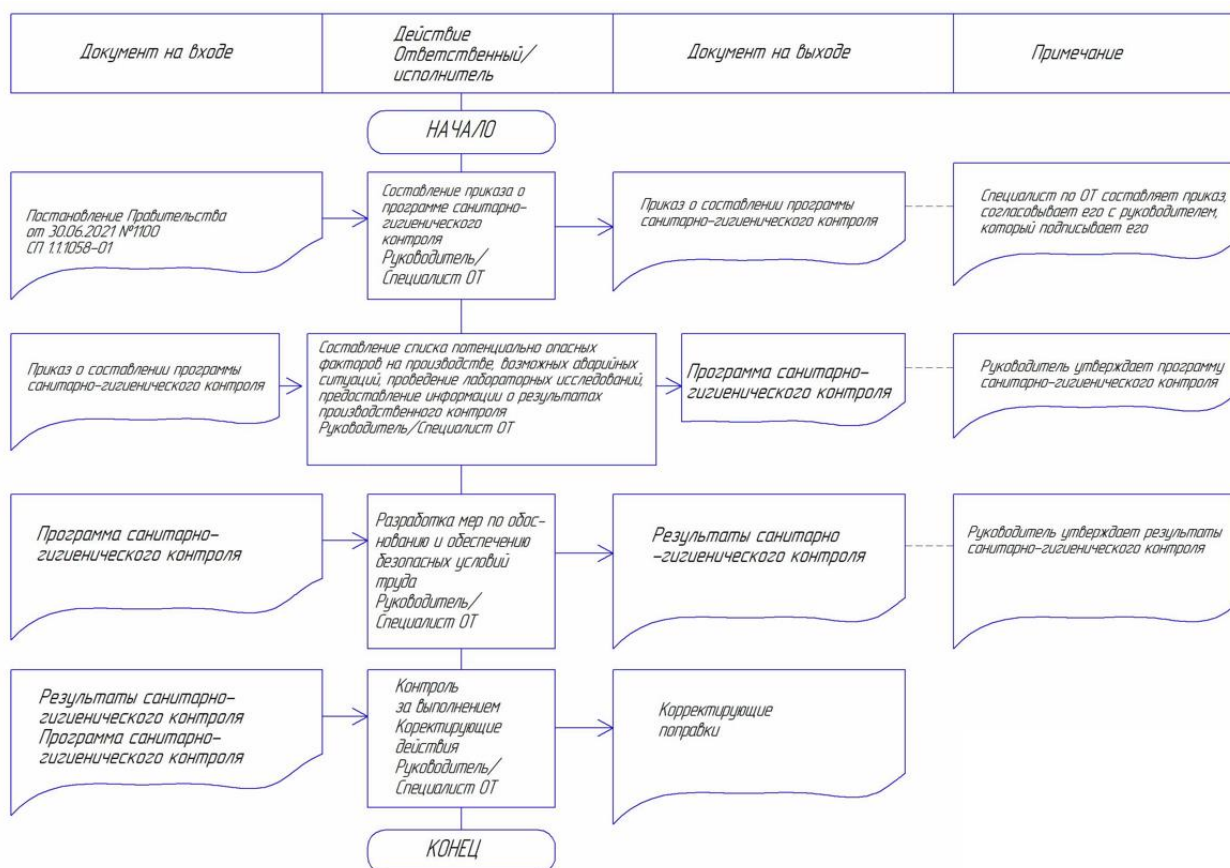 Документ на входе
Действие
Ответственный/
исполнитель
Документ на выходе
Примечание
НАЧАЛО
Постановление Правительства
от 30.06.2021 №1100
СП 1.1.1058-01
Составление приказа о
программе санитарно-
гигиенического
контроля
Руководитель/
Специалист ОТ
Приказ о составлении программы
санитарно-гигиенического контроля
Специалист по ОТ составляет приказ,
согласовывает его с руководителем,
который подписывает его
Приказ о составлении программы
санитарно-гигиенического контроля
Составление списка потенциально опасных
факторов на производстве, возможных аварийных
ситуаций, проведение лабораторных исследований,
предоставление информации о результатах
производственного контроля
Руководитель/Специалист ОТ
Программа санитарно-
гигиенического контроля
Руководитель утверждает программу
санитарно-гигиенического контроля
Программа санитарно-
гигиенического контроля
Разработка мер по обос-
нованию и обеспечению
безопасных условий
труда
Руководитель/
Специалист ОТ
Результаты санитарно
-гигиенического контроля
Руководитель утверждает результаты
санитарно-гигиенического контроля
Результаты санитарно-
гигиенического контроля
Программа санитарно-
гигиенического контроля
Контроль
за выполнением
Коректирующие
действия
Руководитель/
Специалист ОТ
Корректирующие
поправки
КОНЕЦ